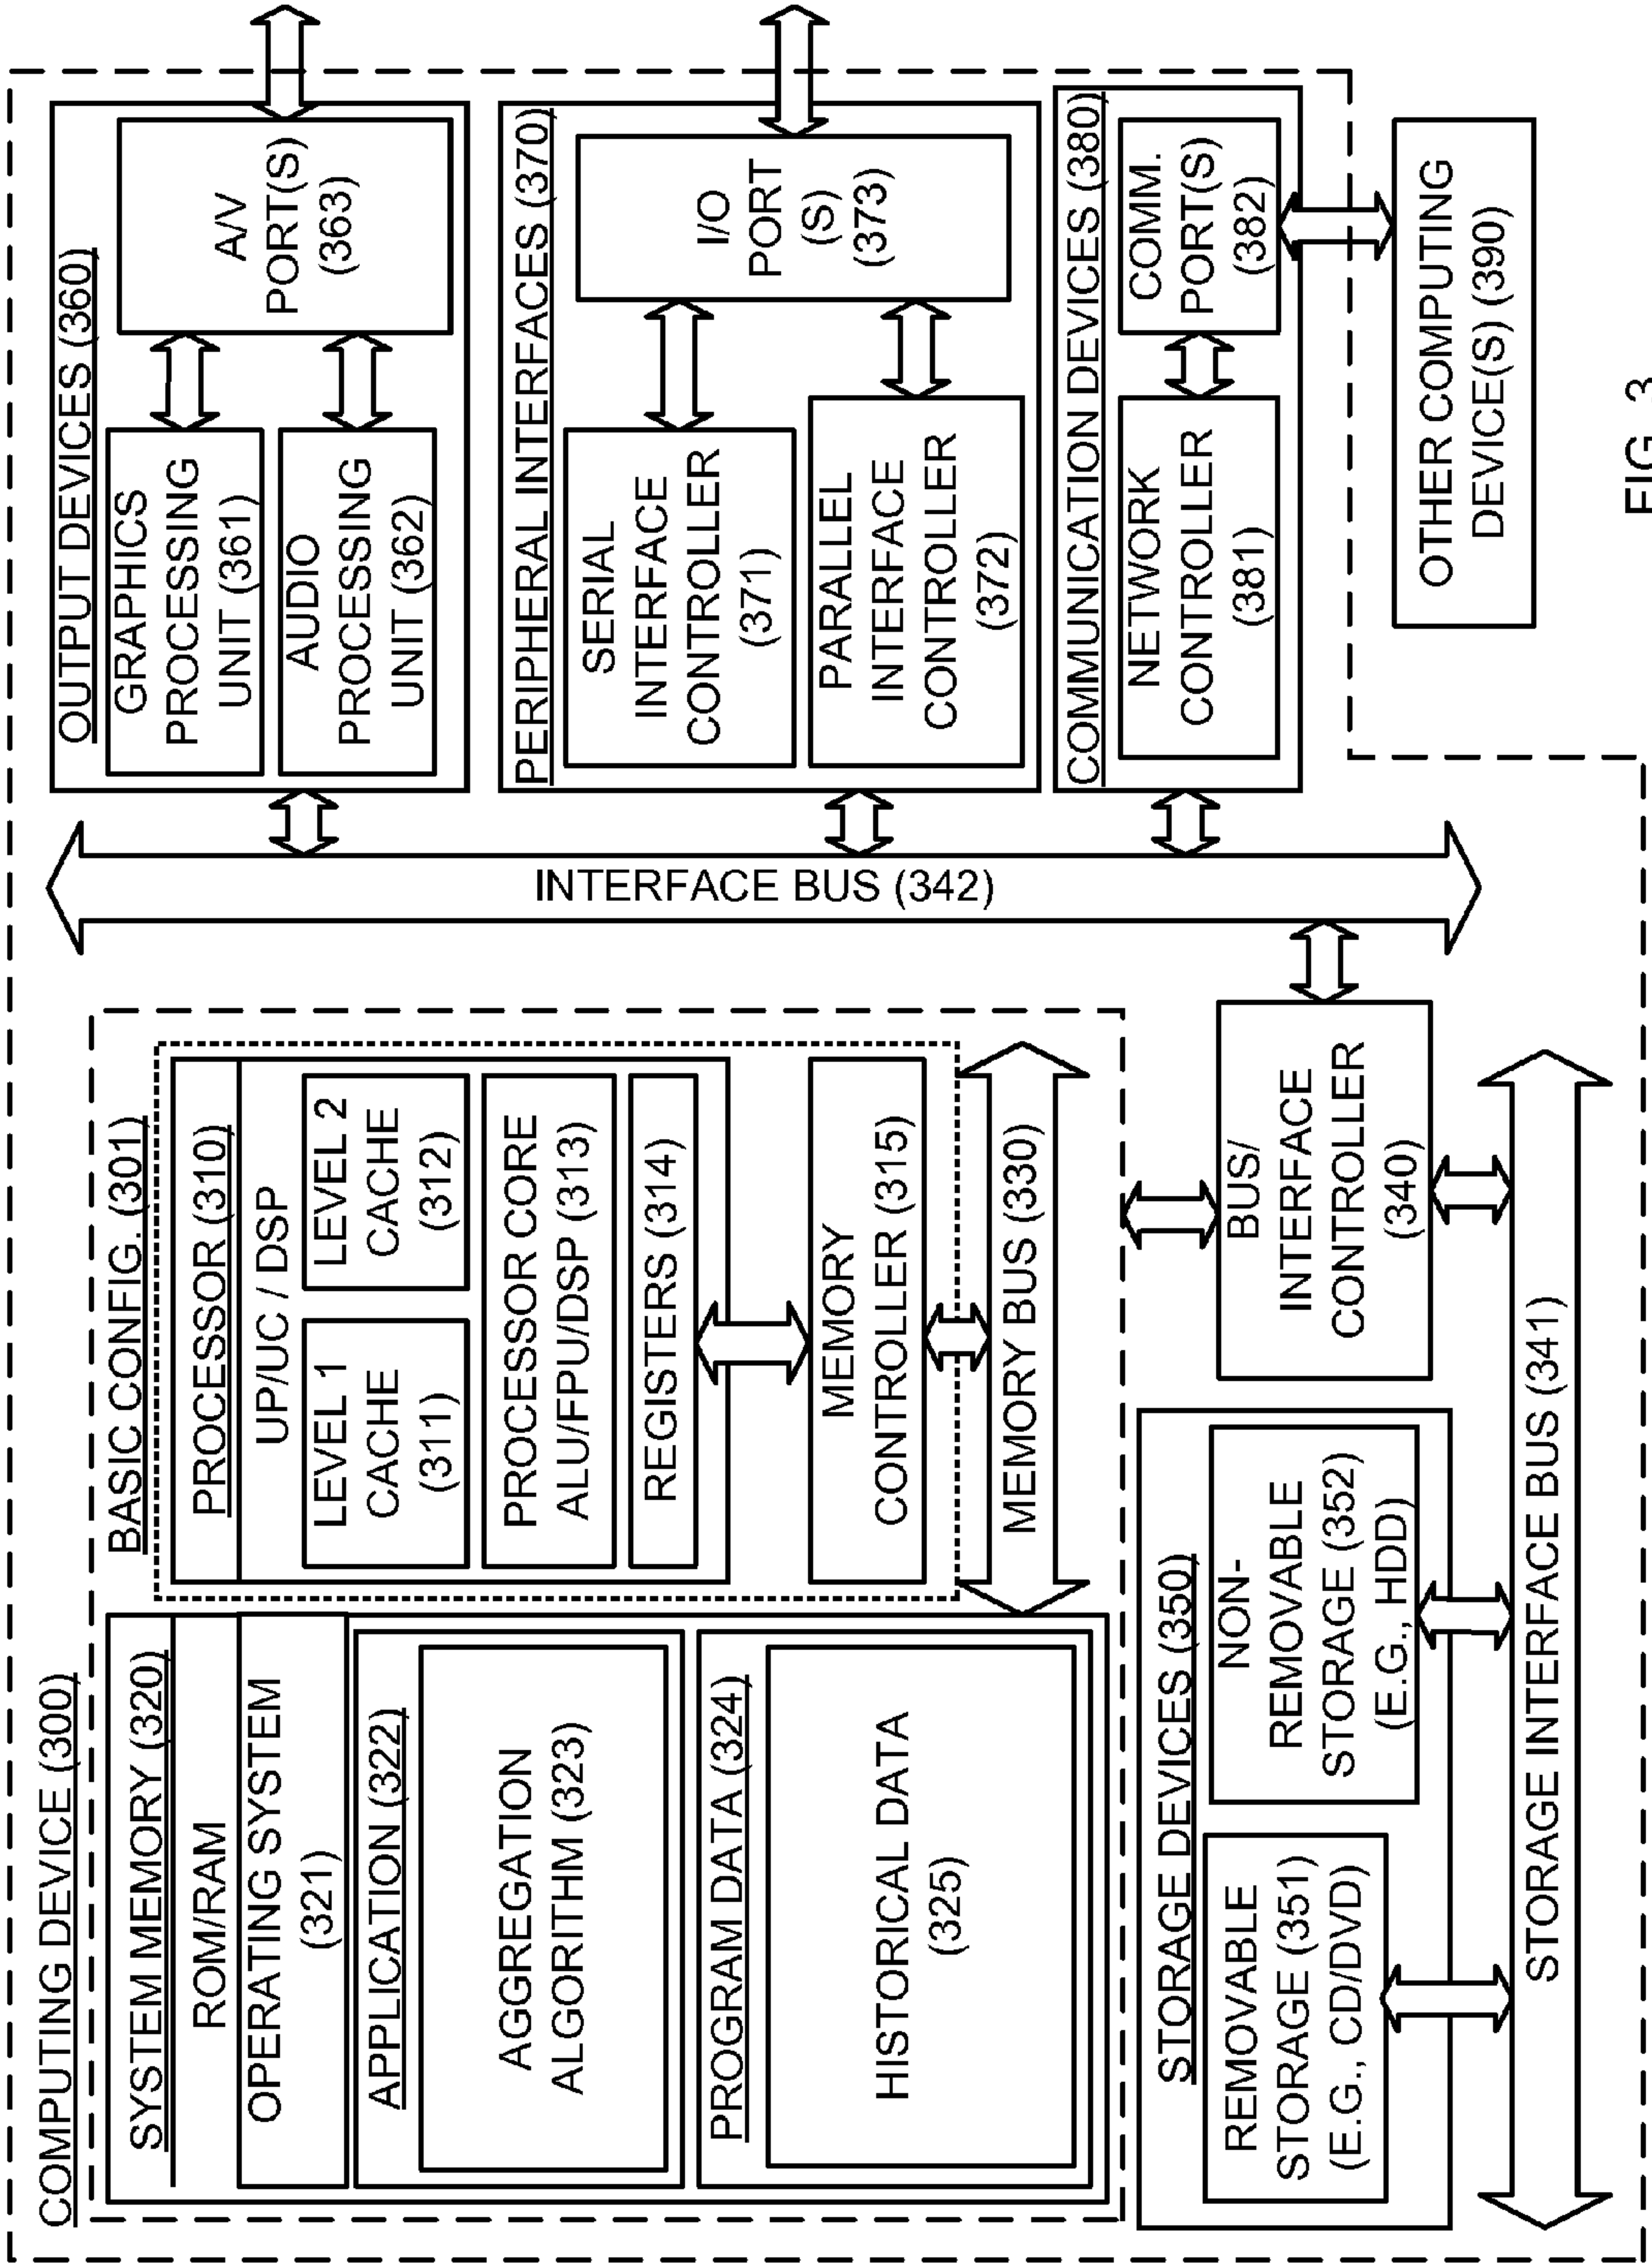 COMPUTING DEVICE (300)
SYSTEM MEMORY (320)
ROM/RAM
OPERATING SYSTEM
(321)
APPLICATION (322)
AGGREGATION
ALGORITHM (323)
PROGRAM DATA (324)
HISTORICAL DATA
(325)
BASIC CONFIG. (301)
PROCESSOR (310)
UP/UC / DSP
LEVEL 1
CACHE
(311)
LEVEL 2
CACHE
(312)
PROCESSOR CORE
ALU/FPU/DSP (313)
REGISTERS (314)
MEMORY
CONTROLLER (315)
MEMORY BUS (330)
STORAGE DEVICES (350)
REMOVABLE
STORAGE (351)
(E.G., CD/DVD)
NON-
REMOVABLE
STORAGE (352)
(E.G., HDD)
BUS/
INTERFACE
CONTROLLER
(340)
STORAGE INTERFACE BUS (341)
INTERFACE BUS (342)
OUTPUT DEVICES (360)
GRAPHICS
PROCESSING
UNIT (361)
AUDIO
PROCESSING
UNIT (362)
A/V
PORT(S)
(363)
PERIPHERAL INTERFACES (370)
SERIAL
INTERFACE
CONTROLLER
(371)
PARALLEL
INTERFACE
CONTROLLER
(372)
I/O
PORT
(S)
(373)
COMMUNICATION DEVICES (380)
NETWORK
CONTROLLER
(381)
COMM.
PORT(S)
(382)
OTHER COMPUTING
DEVICE(S) (390)
FIG. 3